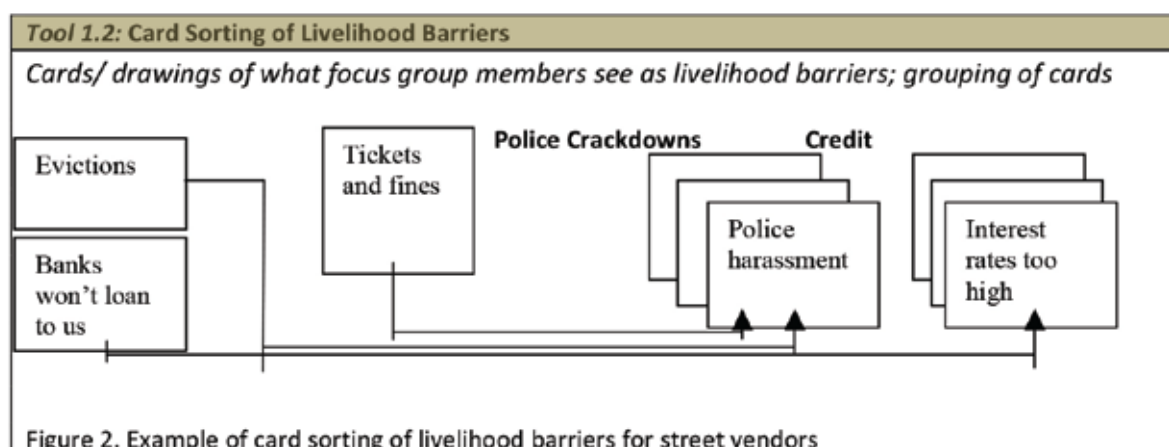 Tool 1.2: Card Sorting of Livelihood Barriers
Cards/ drawings of what focus group members see as livelihood barriers; grouping of cards
Evictions
Banks
won’t loan
to us
Tickets
and fines
Police Crackdowns
Police
harassment
Credit
Interest
rates too
high
Figure 2. Example of card sorting of livelihood barriers for street vendors